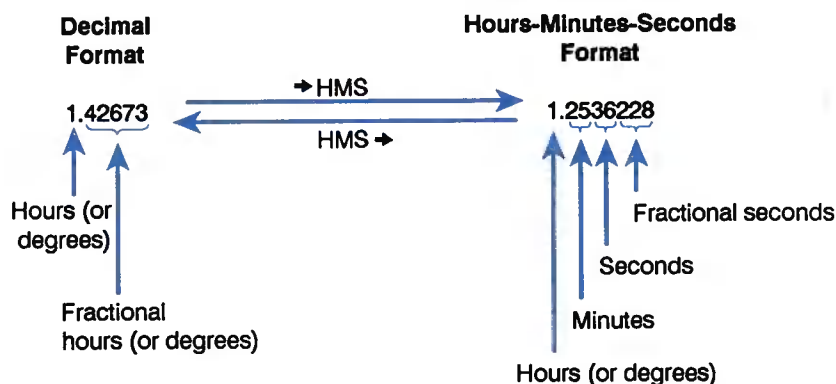 Decimal
Format
Hours-Minutes-Seconds
Format
➔HMS
1.42673
1.2536228
HMS➔
Hours (or
degrees)
Fractional
hours (or degrees)
Fractional seconds
Seconds
Minutes
Hours (or degrees)